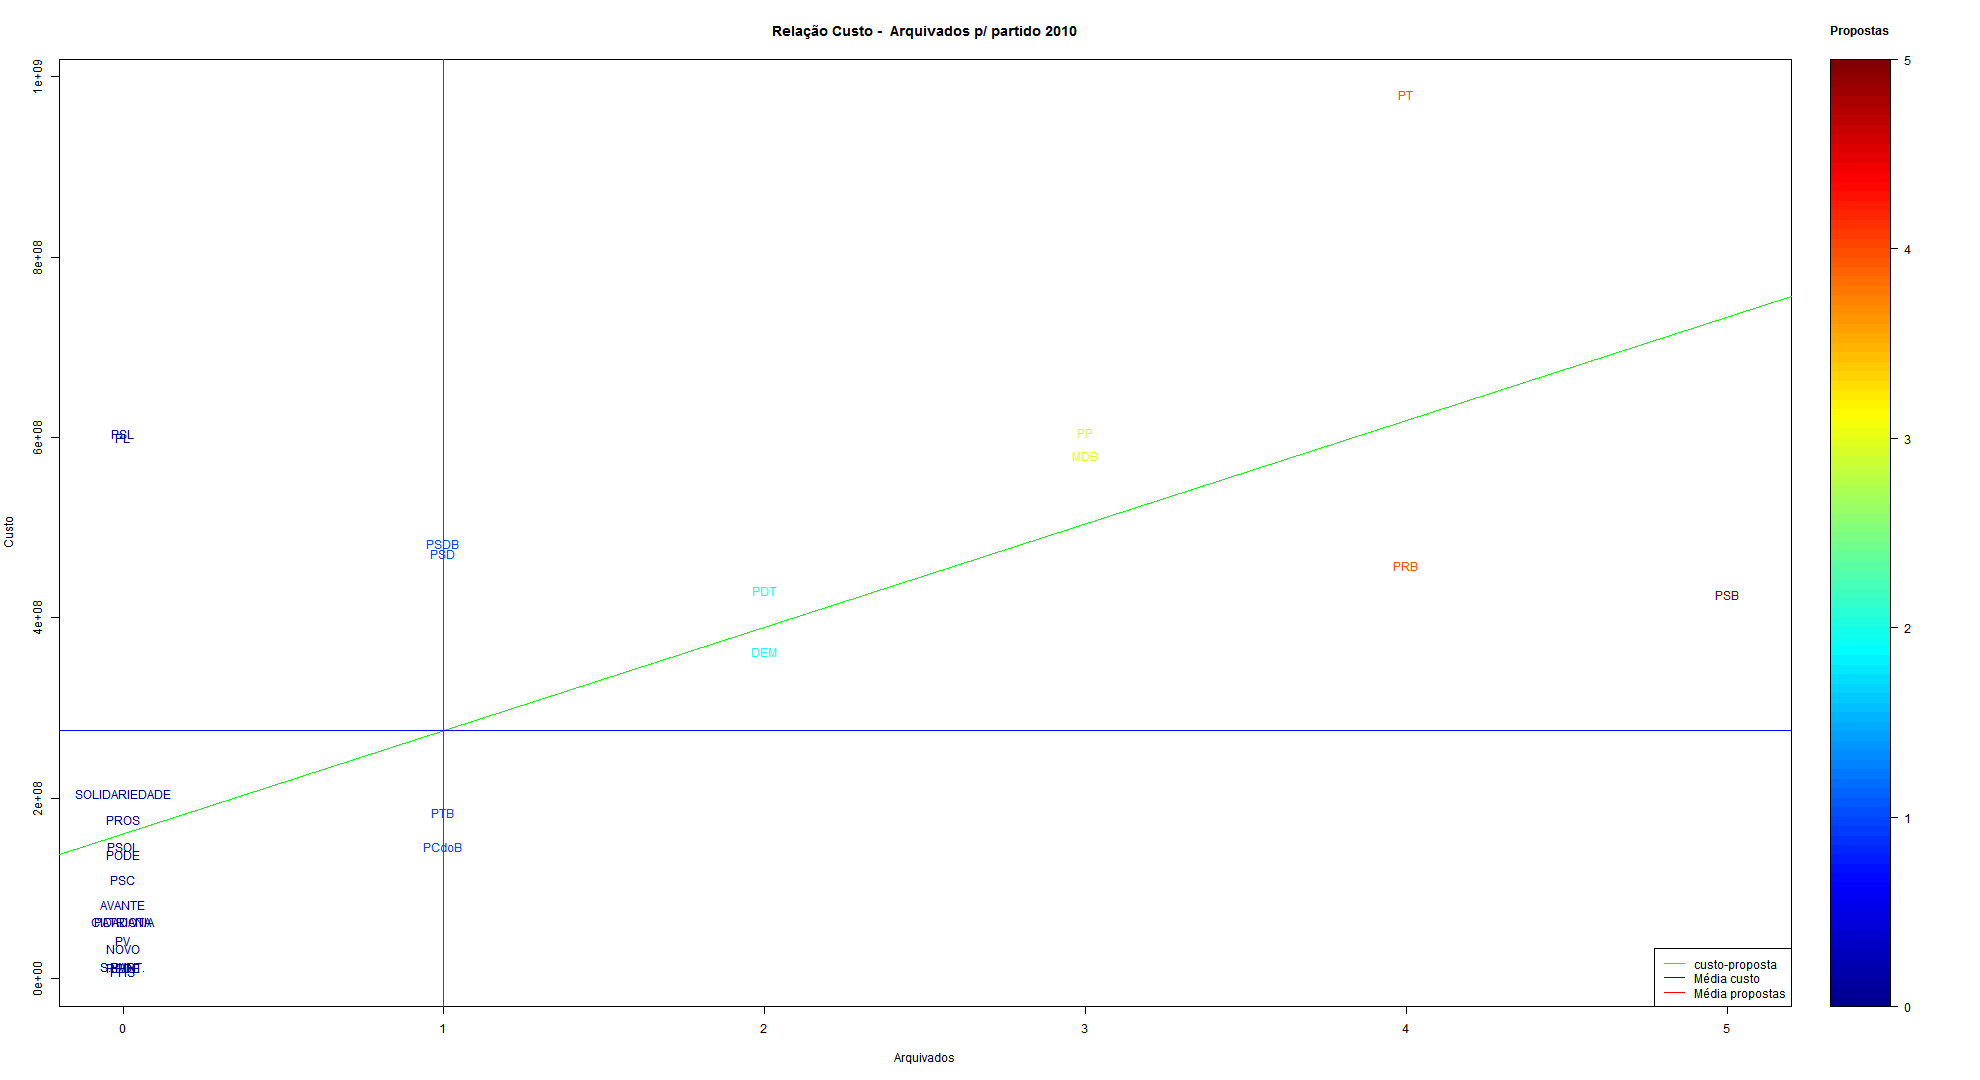 Relação Custo - Arquivados p/ partido 2010
Propostas
1e+09
8e+08
6e+08
4e+08
2e+08
0e+00
Custo
PT
PSL
PL
PP
MDB
PSDB
PSD
PRB
PDT
PSB
DEM
SOLIDARIEDADE
PTB
PROS
PSOL
PCdoB
PODE
PSC
AVANTE
PV
NOVO
PHS
0
1
2
3
4
5
Arquivados
custo-proposta
Média custo
Média propostas
5
4
3
2
1
0